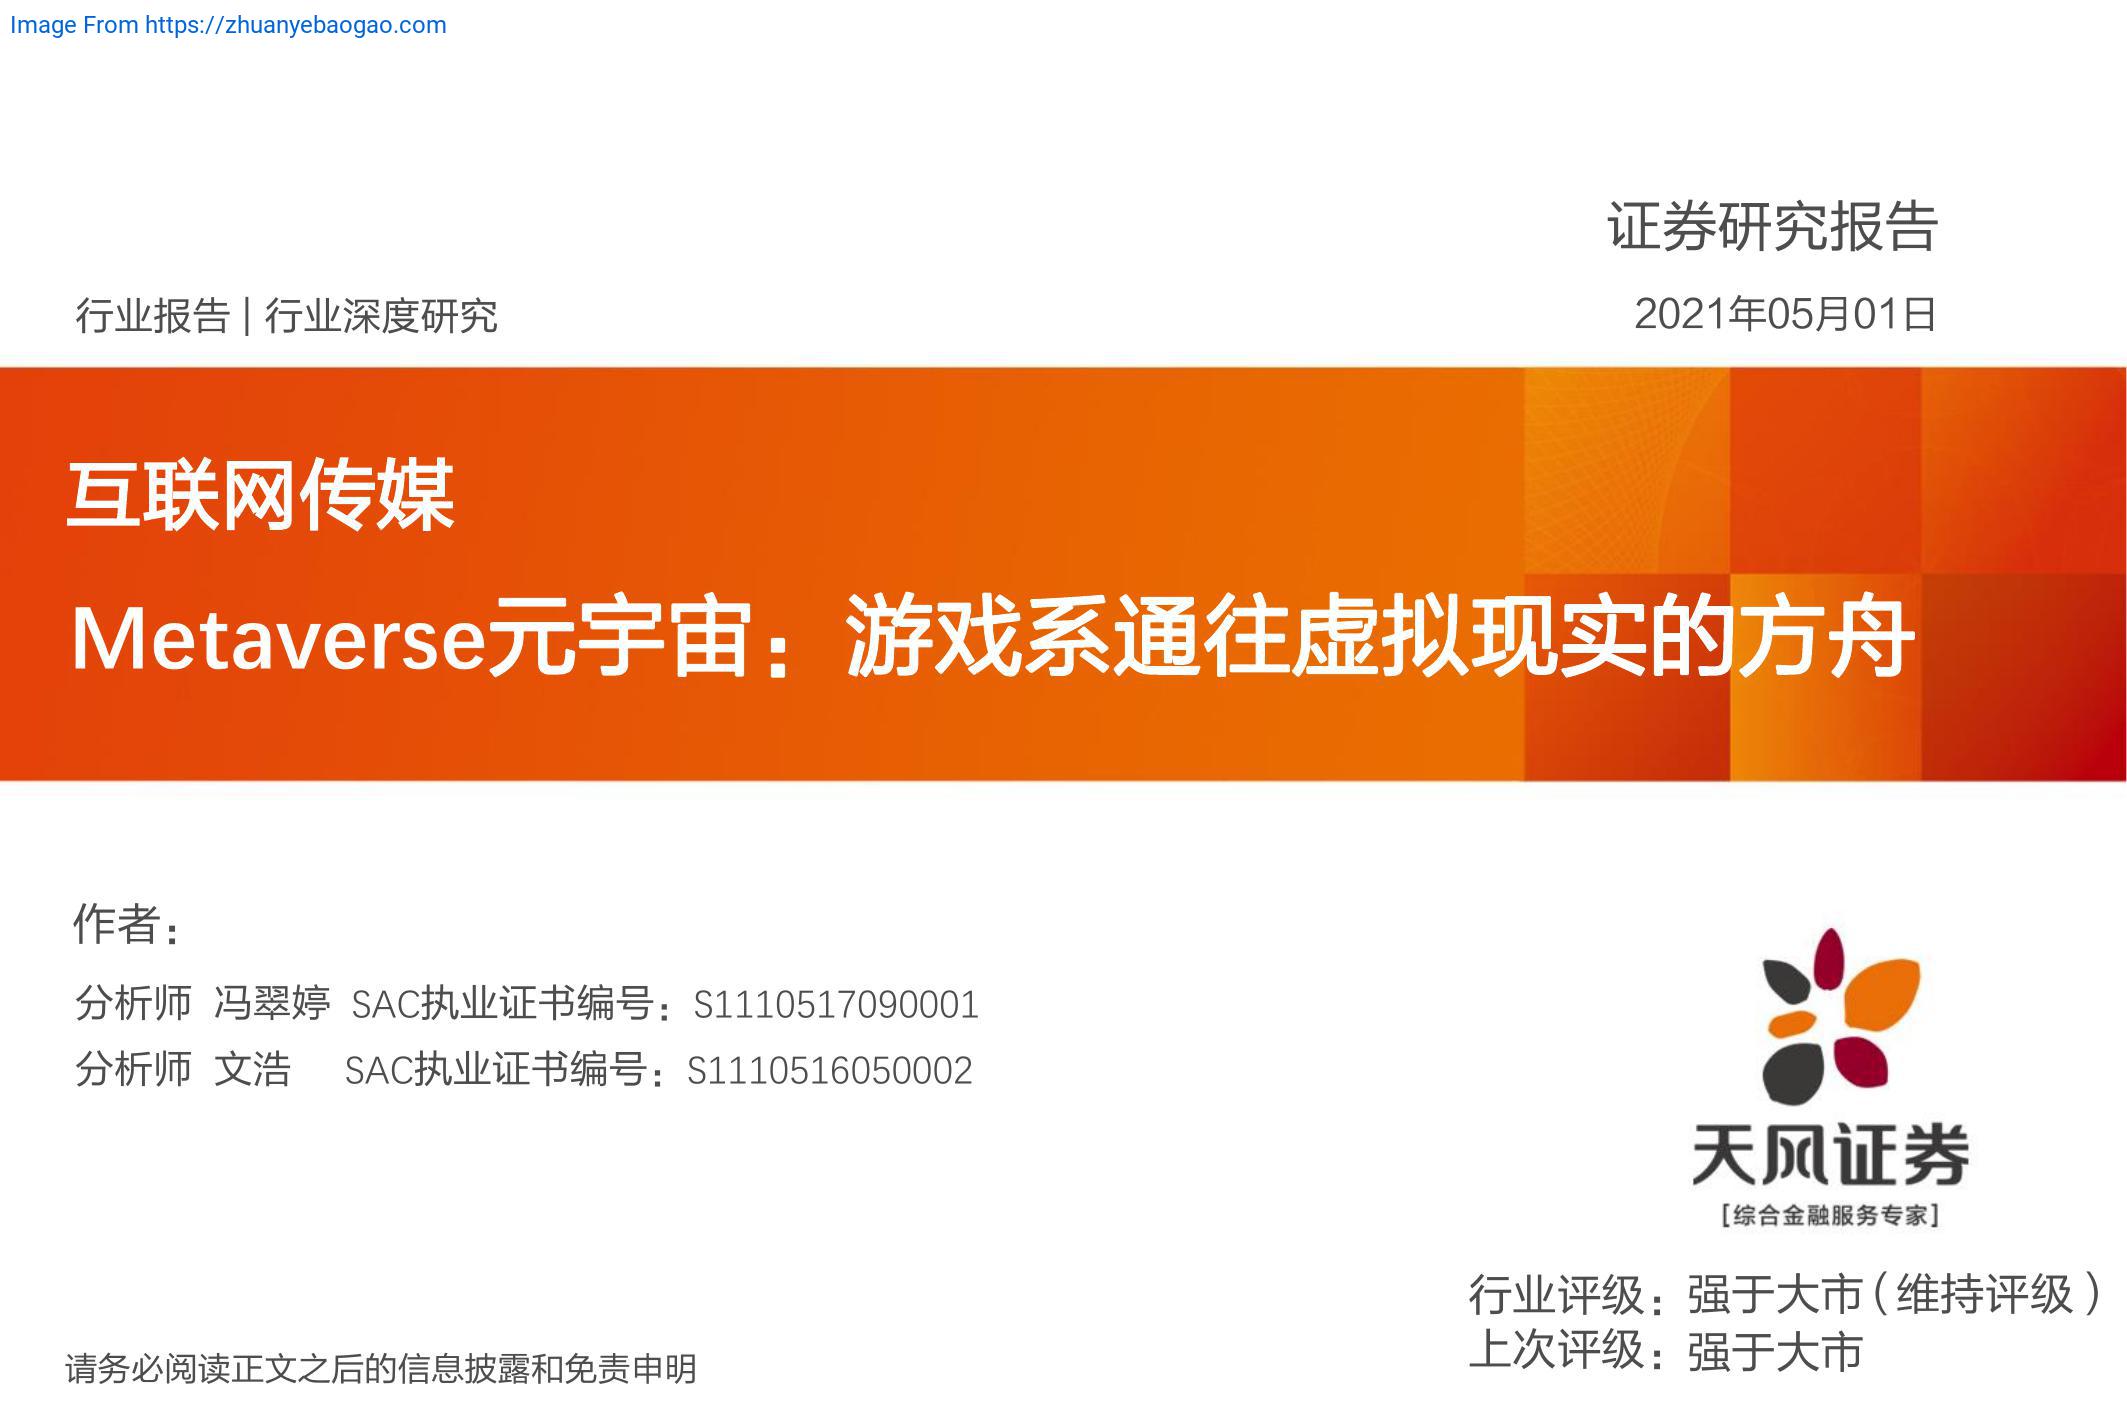 Image From https://zhuanyebaogao.com
证券研究报告
行业报告 | 行业深度研究
2021年05月01日
互联网传媒
Metaverse元宇宙：游戏系通往虚拟现实的方舟
作者：
分析师 冯翠婷 SAC执业证书编号：S1110517090001
分析师 文浩 SAC执业证书编号：S1110516050002
天风证券
[综合金融服务专家]
行业评级：强于大市（维持评级）
上次评级：强于大市
请务必阅读正文之后的信息披露和免责申明